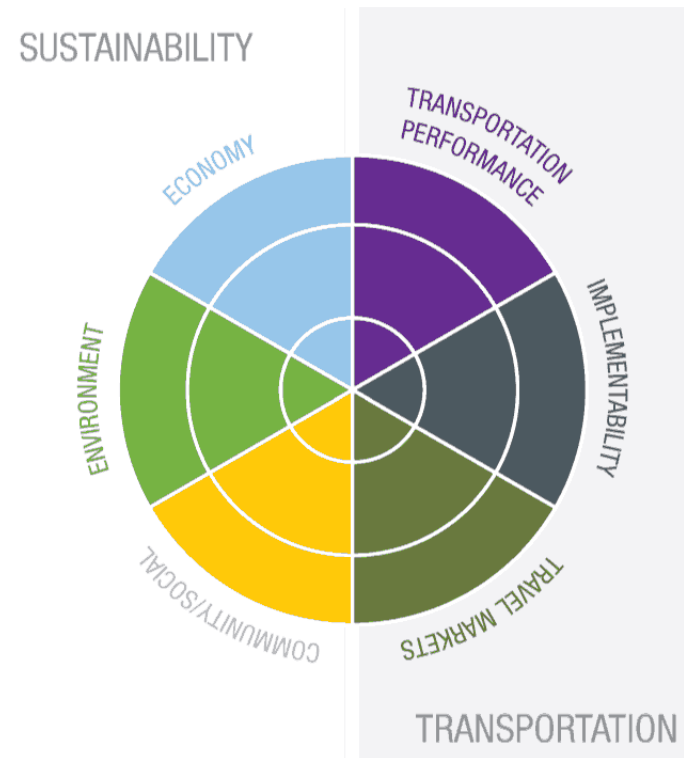 SUSTAINABILITY
TRANSPORTATION
PERFORMANCE
ECONOMY
IMPLEMENTABILITY
ENVIRONMENT
COMMUNITY/SOCIAL
TRAVEL MARKETS
TRANSPORTATION